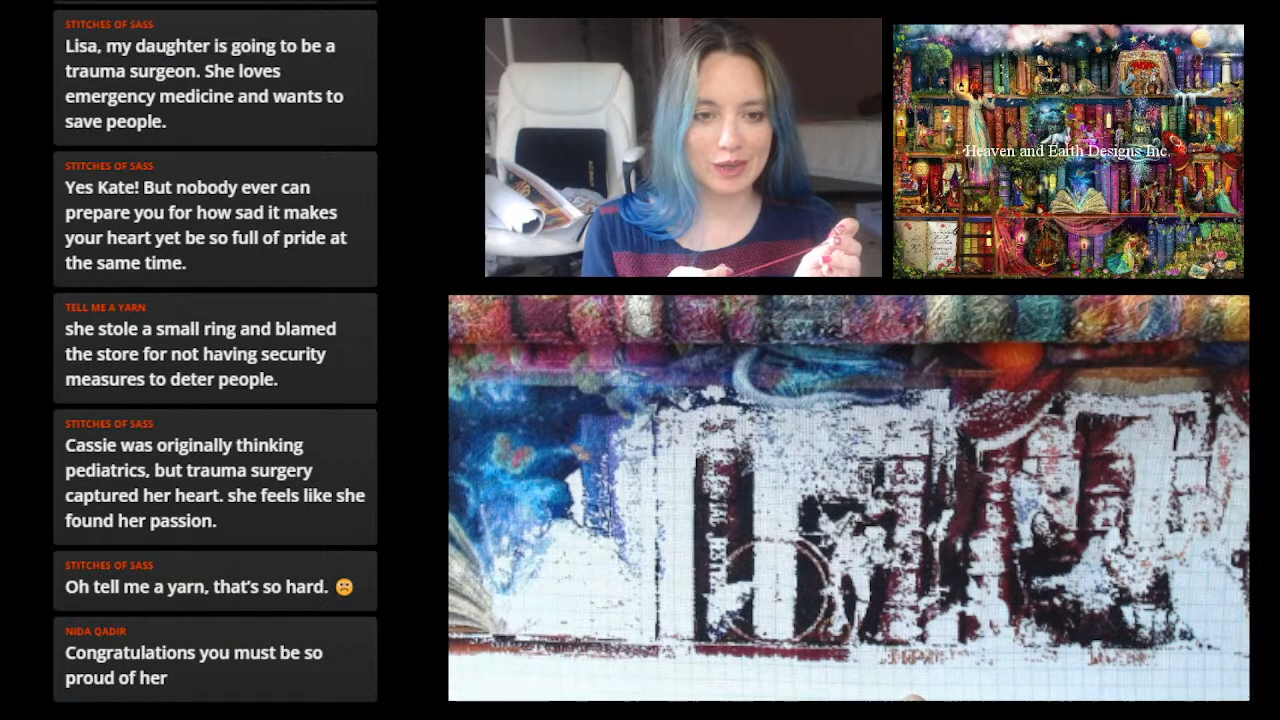 STITCHES OF SASS
Lisa, my daughter is going to be a
trauma surgeon. She loves
emergency medicine and wants to
save people.
STITCHES OF SASS
Yes Kate! But nobody ever can
prepare you for how sad it makes
your heart yet be so full of pride at
the same time.
TELL ME A YARN
she stole a small ring and blamed
the store for not having security
measures to deter people.
STITCHES OF SASS
Cassie was originally thinking
pediatrics, but trauma surgery
captured her heart. she feels like she
found her passion.
STITCHES OF SASS
Oh tell me a yarn, that's so hard. 🙁
NIDA QADIR
Congratulations you must be so
proud of her
Heaven and Earth Designs Inc